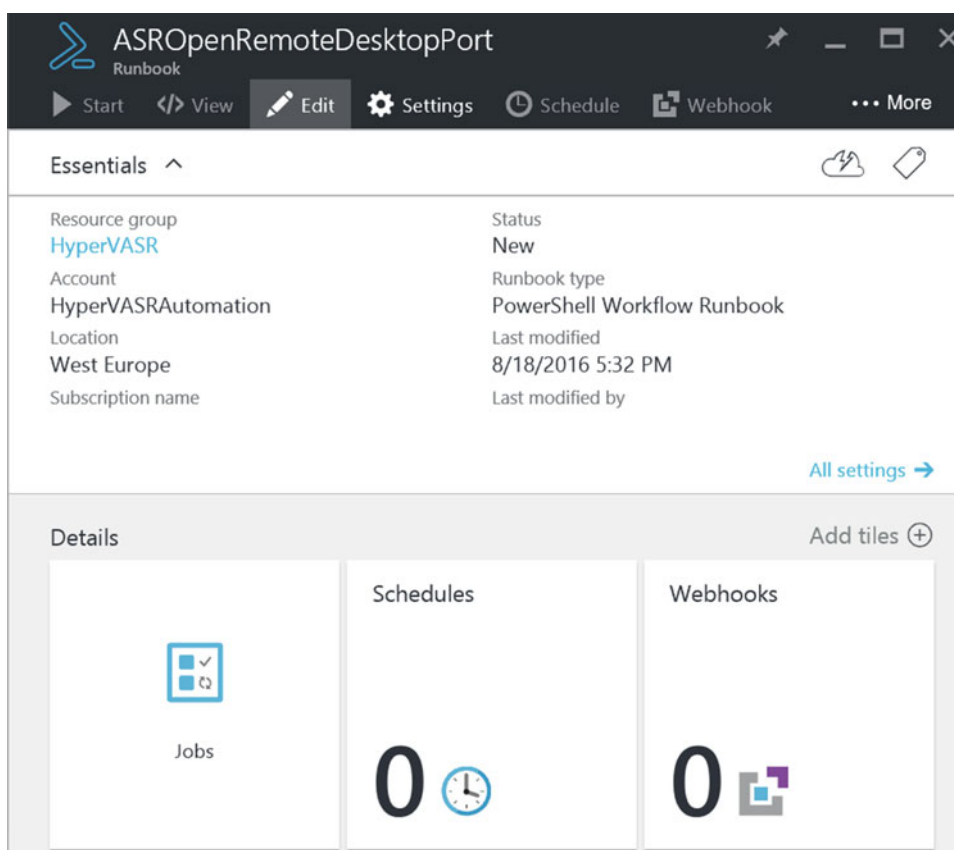 ASROpenRemoteDesktopPort
Runbook
Start </> View Edit Settings Schedule Webhook ••• More
Essentials
Resource group
HyperVASR
Account
HyperVASRAutomation
Location
West Europe
Subscription name
Status
New
Runbook type
PowerShell Workflow Runbook
Last modified
8/18/2016 5:32 PM
Last modified by
All settings
Details
Add tiles
Jobs
Schedules
0
Webhooks
0